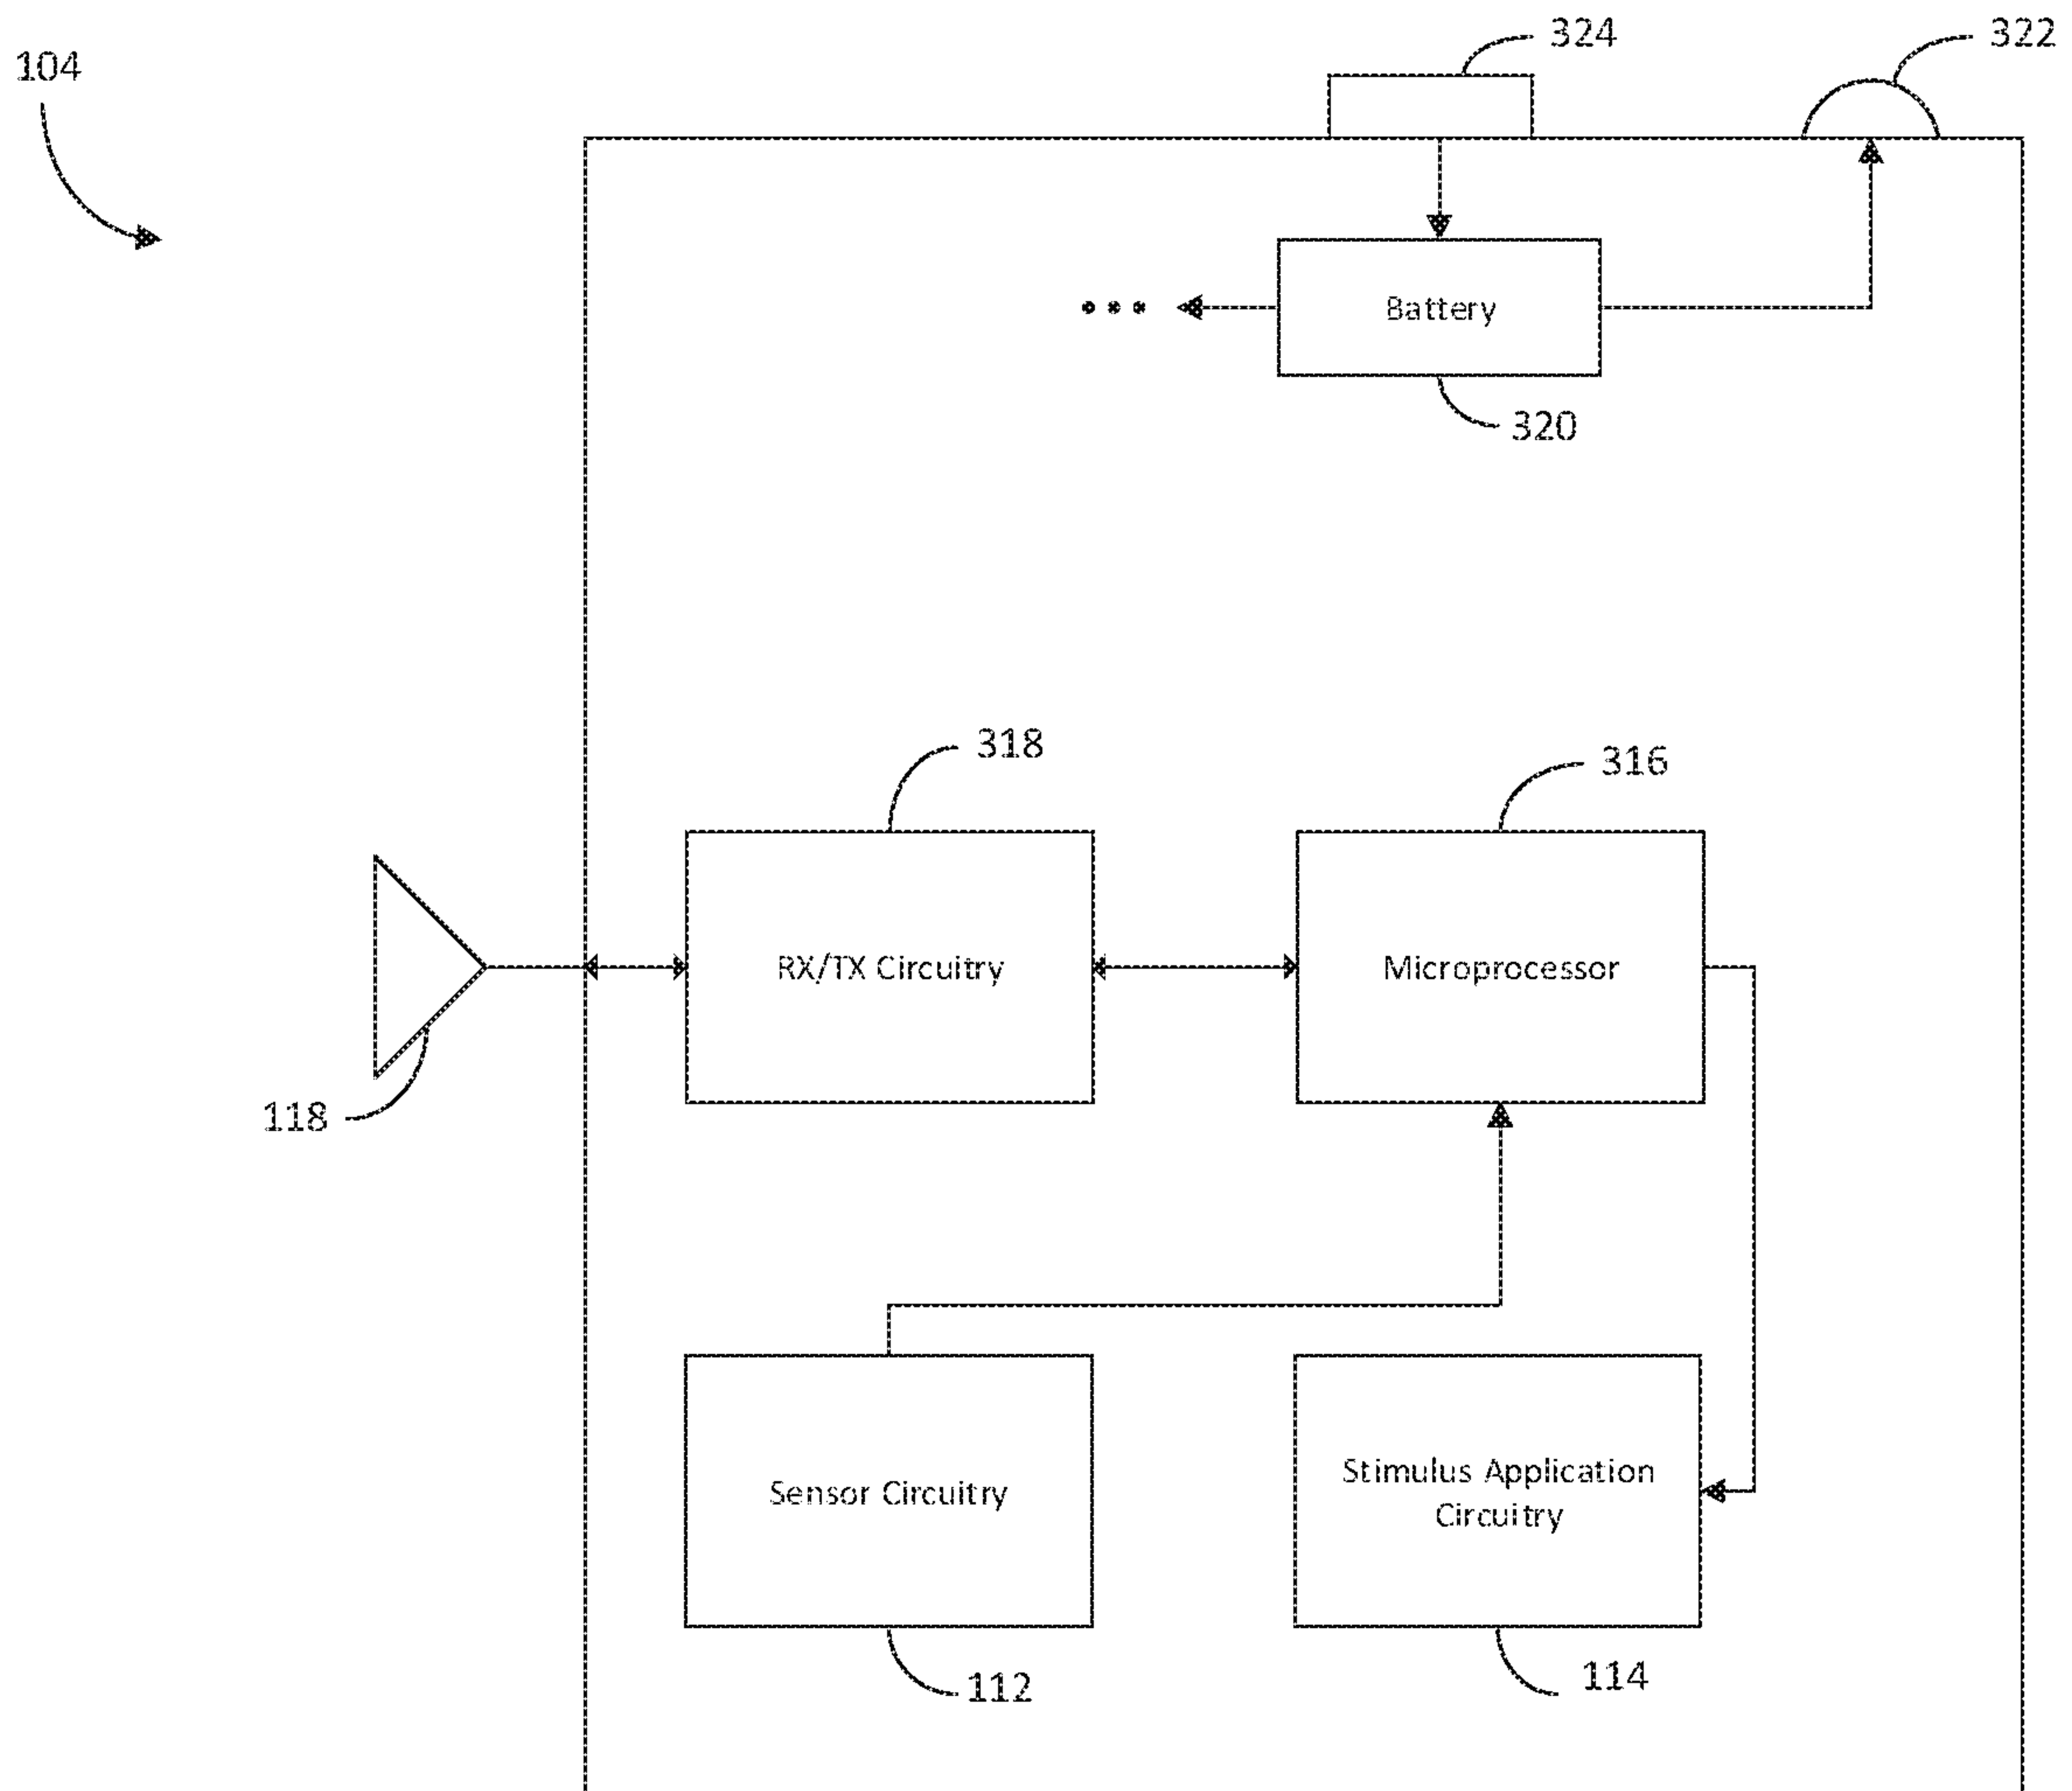 324
322
104
Battery
320
318
316
RX/TX Circuitry
Microprocessor
118
Sensor Circuitry
Stimulus Application
Circuitry
112
114